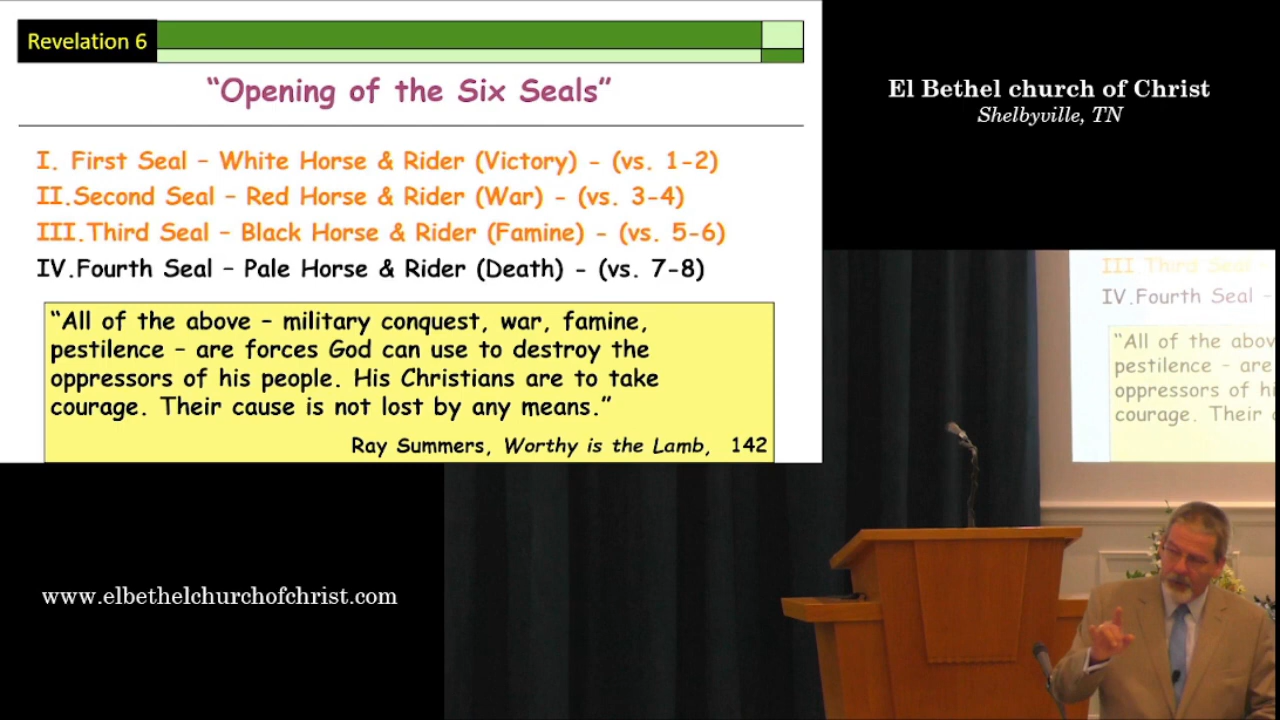 Revelation 6
“Opening of the Six Seals”
I. First Seal – White Horse & Rider (Victory) - (vs. 1-2)
II.Second Seal – Red Horse & Rider (War) - (vs. 3-4)
III.Third Seal – Black Horse & Rider (Famine) - (vs. 5-6)
IV.Fourth Seal – Pale Horse & Rider (Death) - (vs. 7-8)
“All of the above – military conquest, war, famine,
pestilence – are forces God can use to destroy the
oppressors of his people. His Christians are to take
courage. Their cause is not lost by any means.”
Ray Summers, Worthy is the Lamb, 142
El Bethel church of Christ
Shelbyville, TN
III.Third Seal –
IV.Fourth Seal –
“All of the abov
pestilence – are
oppressors of hi
courage. Their
www.elbethelchurchofchrist.com